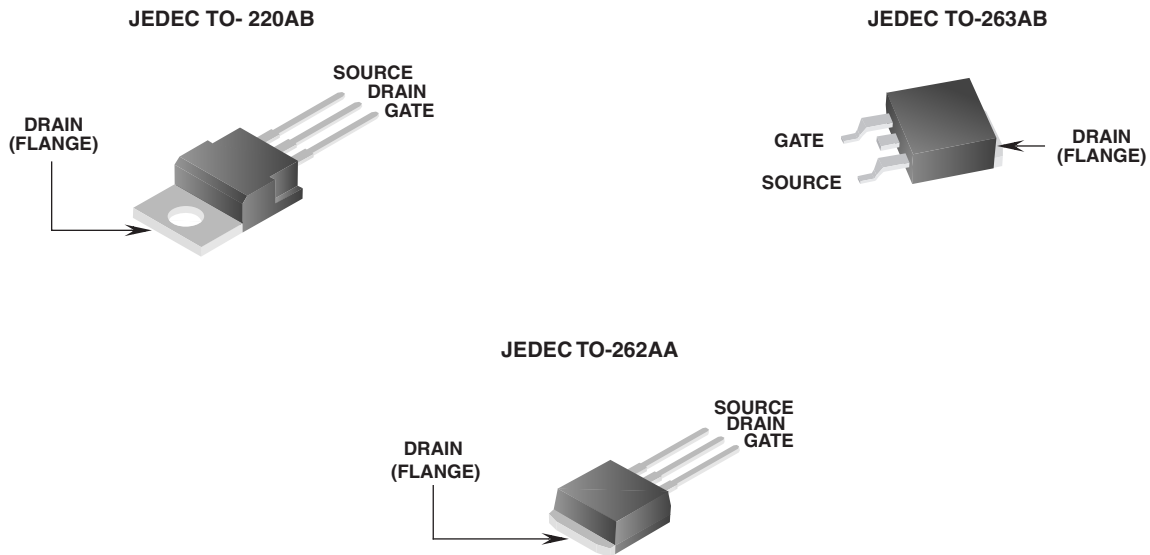 JEDEC TO- 220AB
SOURCE
DRAIN
GATE
DRAIN
(FLANGE)
JEDEC TO-263AB
GATE
SOURCE
DRAIN
(FLANGE)
JEDEC TO-262AA
SOURCE
DRAIN
GATE
DRAIN
(FLANGE)